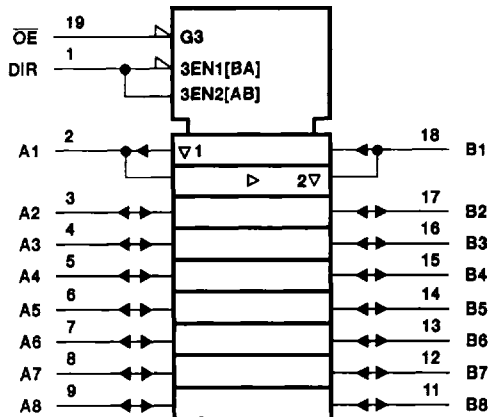 19
OE
G3
1
DIR
3EN1[BA]
3EN2[AB]
2
A1
▽1
18
B1
▷ 2▽
3
A2
17
B2
4
A3
16
B3
5
A4
15
B4
6
A5
14
B5
7
A6
13
B6
8
A7
12
B7
9
A8
11
B8